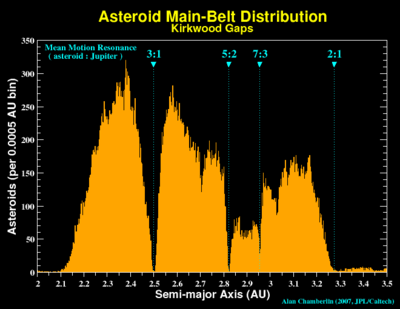 Asteroid Main-Belt Distribution
Kirkwood Gaps
Mean Motion Resonance
( asteroid : Jupiter )
3:1 5:2 7:3 2:1
350
300
250
200
150
100
50
0
Asteroids (per 0.0005 AU bin)
2 2.1 2.2 2.3 2.4 2.5 2.6 2.7 2.8 2.9 3.0 3.1 3.2 3.3 3.4 3.5
Semi-major Axis (AU)
Alan Chamberlin (2007, JPL/Caltech)